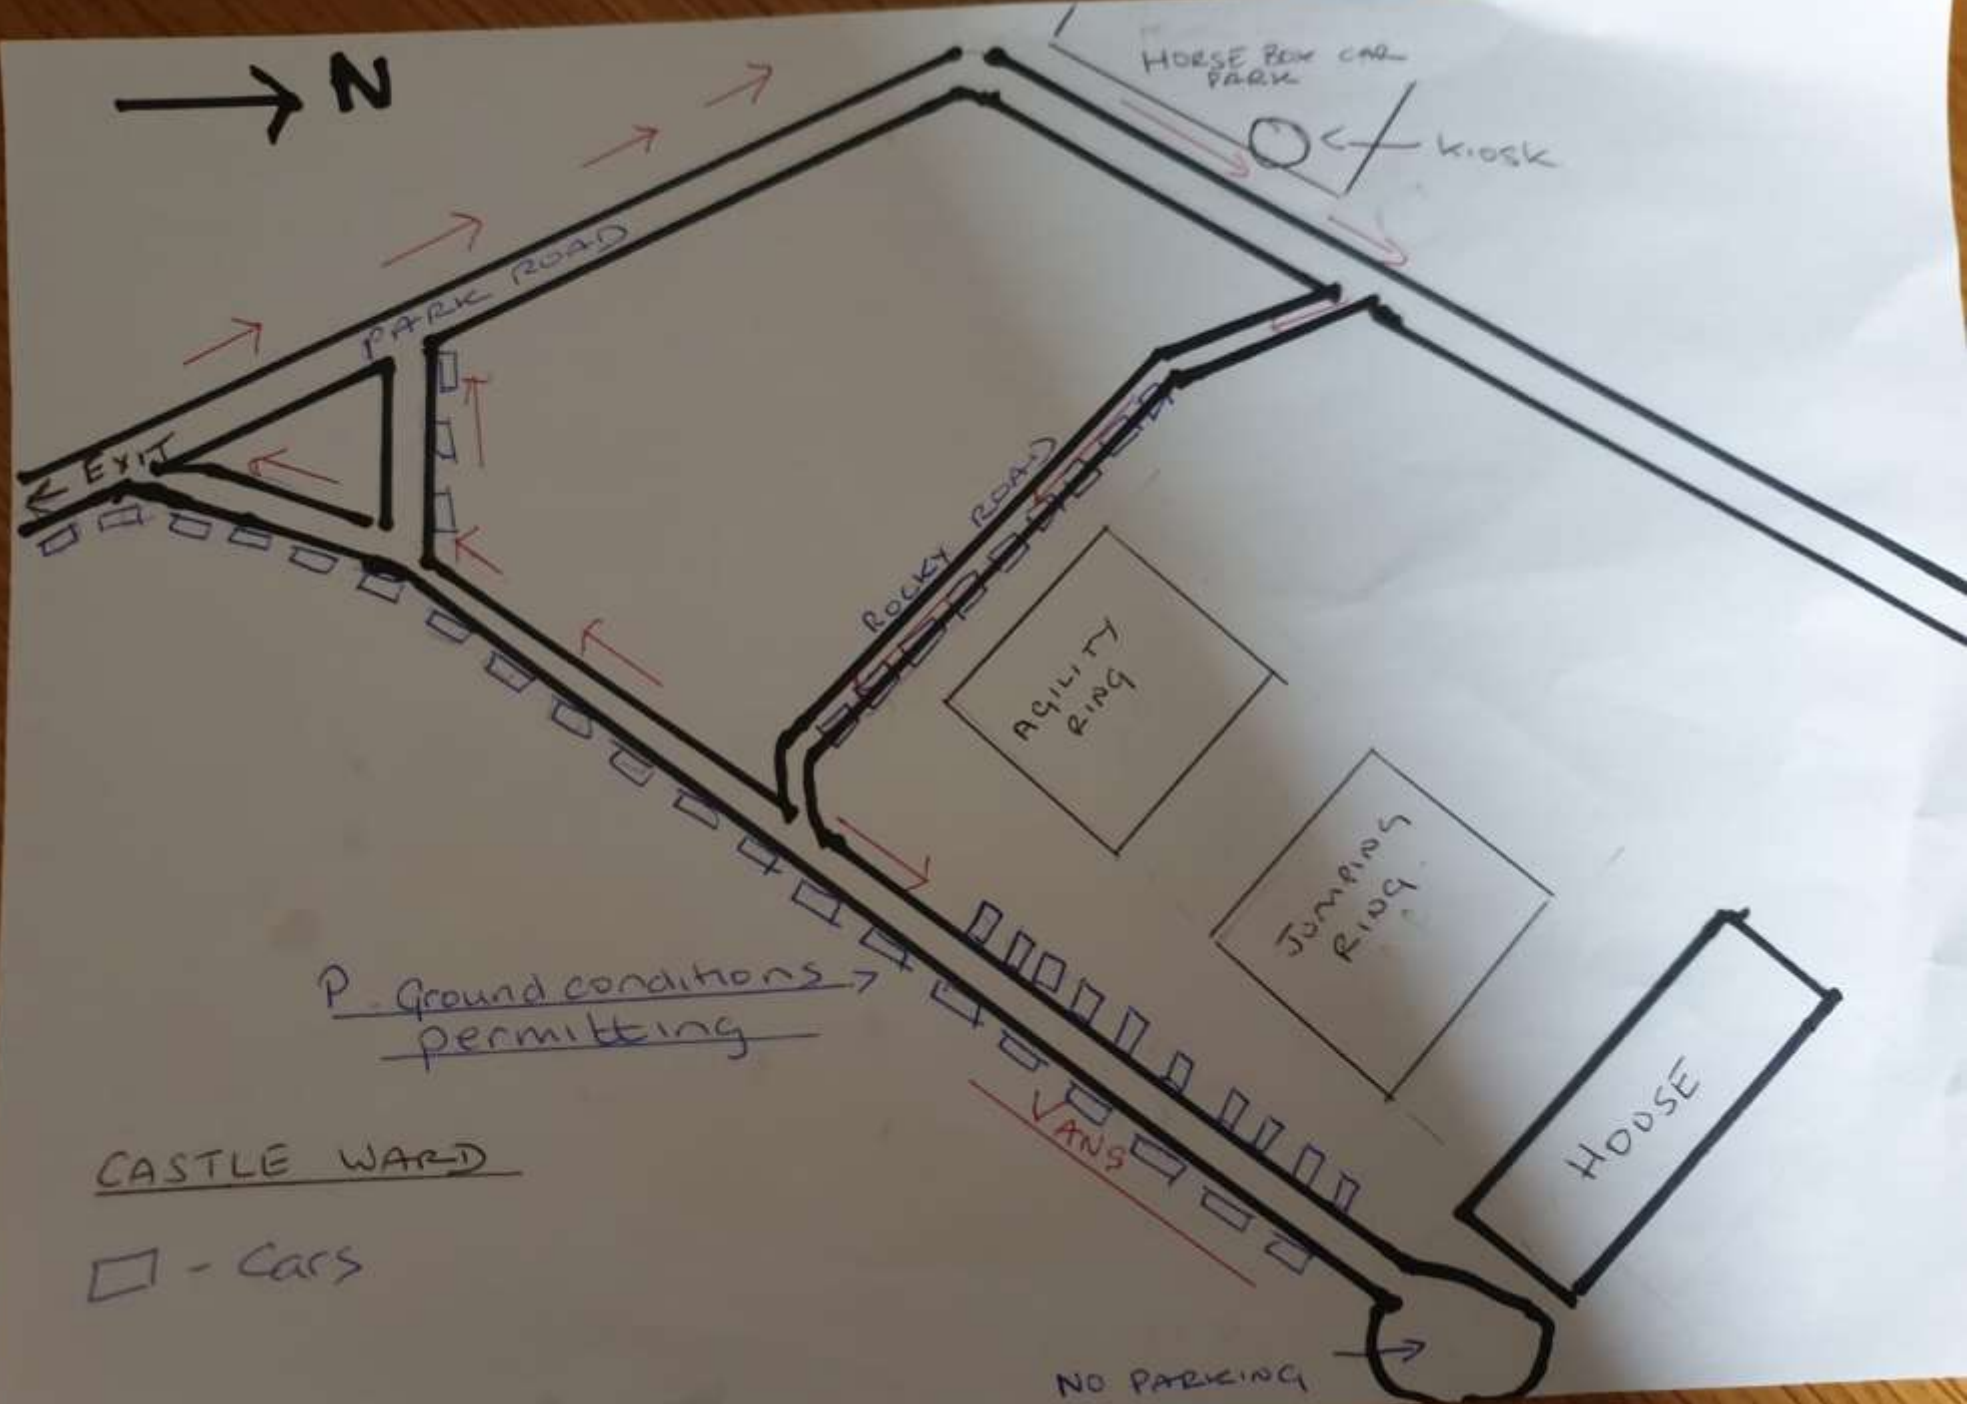 N
HORSE BOX CAR
PARK
KIOSK
PARK ROAD
← EXIT
ROCKY ROAD
AGILITY
RING
JUMPING
RING
P. Ground conditions →
permitting
VANS
HOUSE
CASTLE WARD
- Cars
NO PARKING